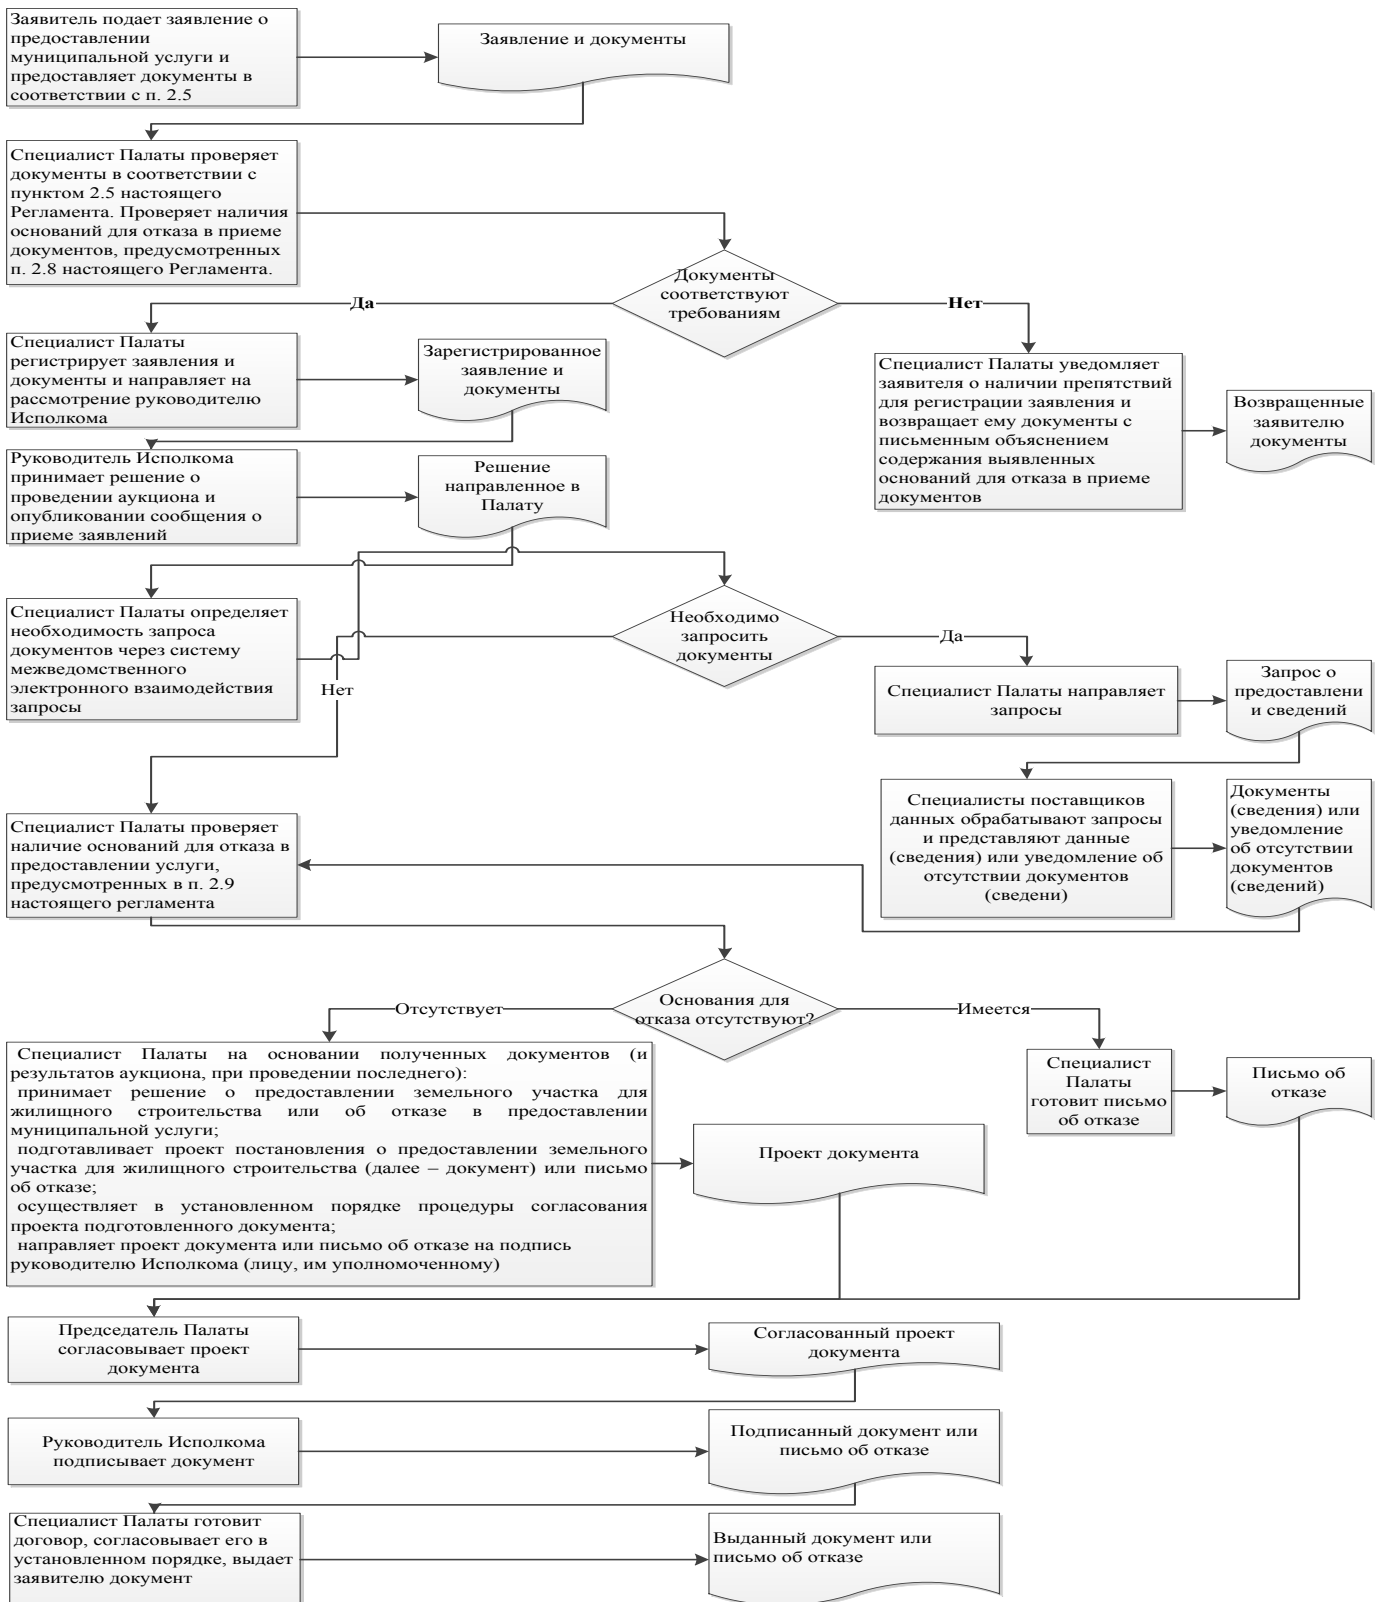 Заявитель подает заявление о
предоставлении
муниципальной услуги и
предоставляет документы в
соответствии с п. 2.5
Заявление и документы
Специалист Палаты проверяет
документы в соответствии с
пунктом 2.5 настоящего
Регламента. Проверяет наличия
оснований для отказа в приеме
документов, предусмотренных
п. 2.8 настоящего Регламента.
Документы
соответствуют
требованиям
Да
Нет
Специалист Палаты
регистрирует заявления и
документы и направляет на
рассмотрение руководителю
Исполкома
Зарегистрированное
заявление и
документы
Специалист Палаты уведомляет
заявителя о наличии препятствий
для регистрации заявления и
возвращает ему документы с
письменным объяснением
содержания выявленных
оснований для отказа в приеме
документов
Возвращенные
заявителю
документы
Руководитель Исполкома
принимает решение о
проведении аукциона и
опубликовании сообщения о
приеме заявлений
Решение
направленное в
Палату
Специалист Палаты определяет
необходимость запроса
документов через систему
межведомственного
электронного взаимодействия
запросы
Необходимо
запросить
документы
Да
Нет
Специалист Палаты направляет
запросы
Запрос о
предоставлени
и сведений
Специалисты поставщиков
данных обрабатывают запросы
и представляют данные
(сведения) или уведомление об
отсутствии документов
(сведени)
Документы
(сведения) или
уведомление
об отсутствии
документов
(сведений)
Специалист Палаты проверяет
наличие оснований для отказа в
предоставлении услуги,
предусмотренных в п. 2.9
настоящего регламента
Основания для
отказа отсутствуют?
Отсутствует
Имеется
Специалист Палаты на основании полученных документов (и
результатов аукциона, при проведении последнего):
принимает решение о предоставлении земельного участка для
жилищного строительства или об отказе в предоставлении
муниципальной услуги;
подготавливает проект постановления о предоставлении земельного
участка для жилищного строительства (далее – документ) или письмо
об отказе;
осуществляет в установленном порядке процедуры согласования
проекта подготовленного документа;
направляет проект документа или письмо об отказе на подпись
руководителю Исполкома (лицу, им уполномоченному)
Проект документа
Специалист
Палаты
готовит письмо
об отказе
Письмо об
отказе
Председатель Палаты
согласовывает проект
документа
Согласованный проект
документа
Руководитель Исполкома
подписывает документ
Подписанный документ или
письмо об отказе
Специалист Палаты готовит
договор, согласовывает его в
установленном порядке, выдает
заявителю документ
Выданный документ или
письмо об отказе